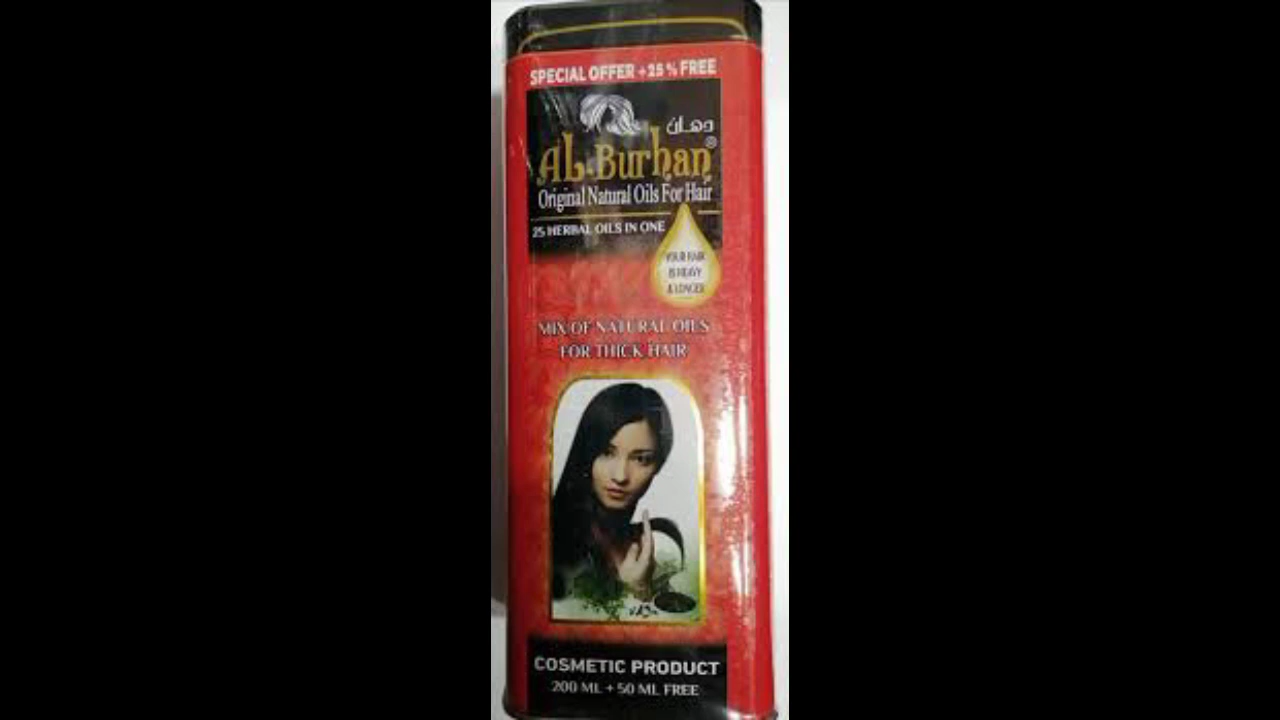 SPECIAL OFFER +25 % FREE
دهان
AL-Burhan®
Original Natural Oils For Hair
25 HERBAL OILS IN ONE
YOUR HAIR
IS HEAVY
& LONGER
MIX OF NATURAL OILS
FOR THICK HAIR
COSMETIC PRODUCT
200 ML + 50 ML FREE